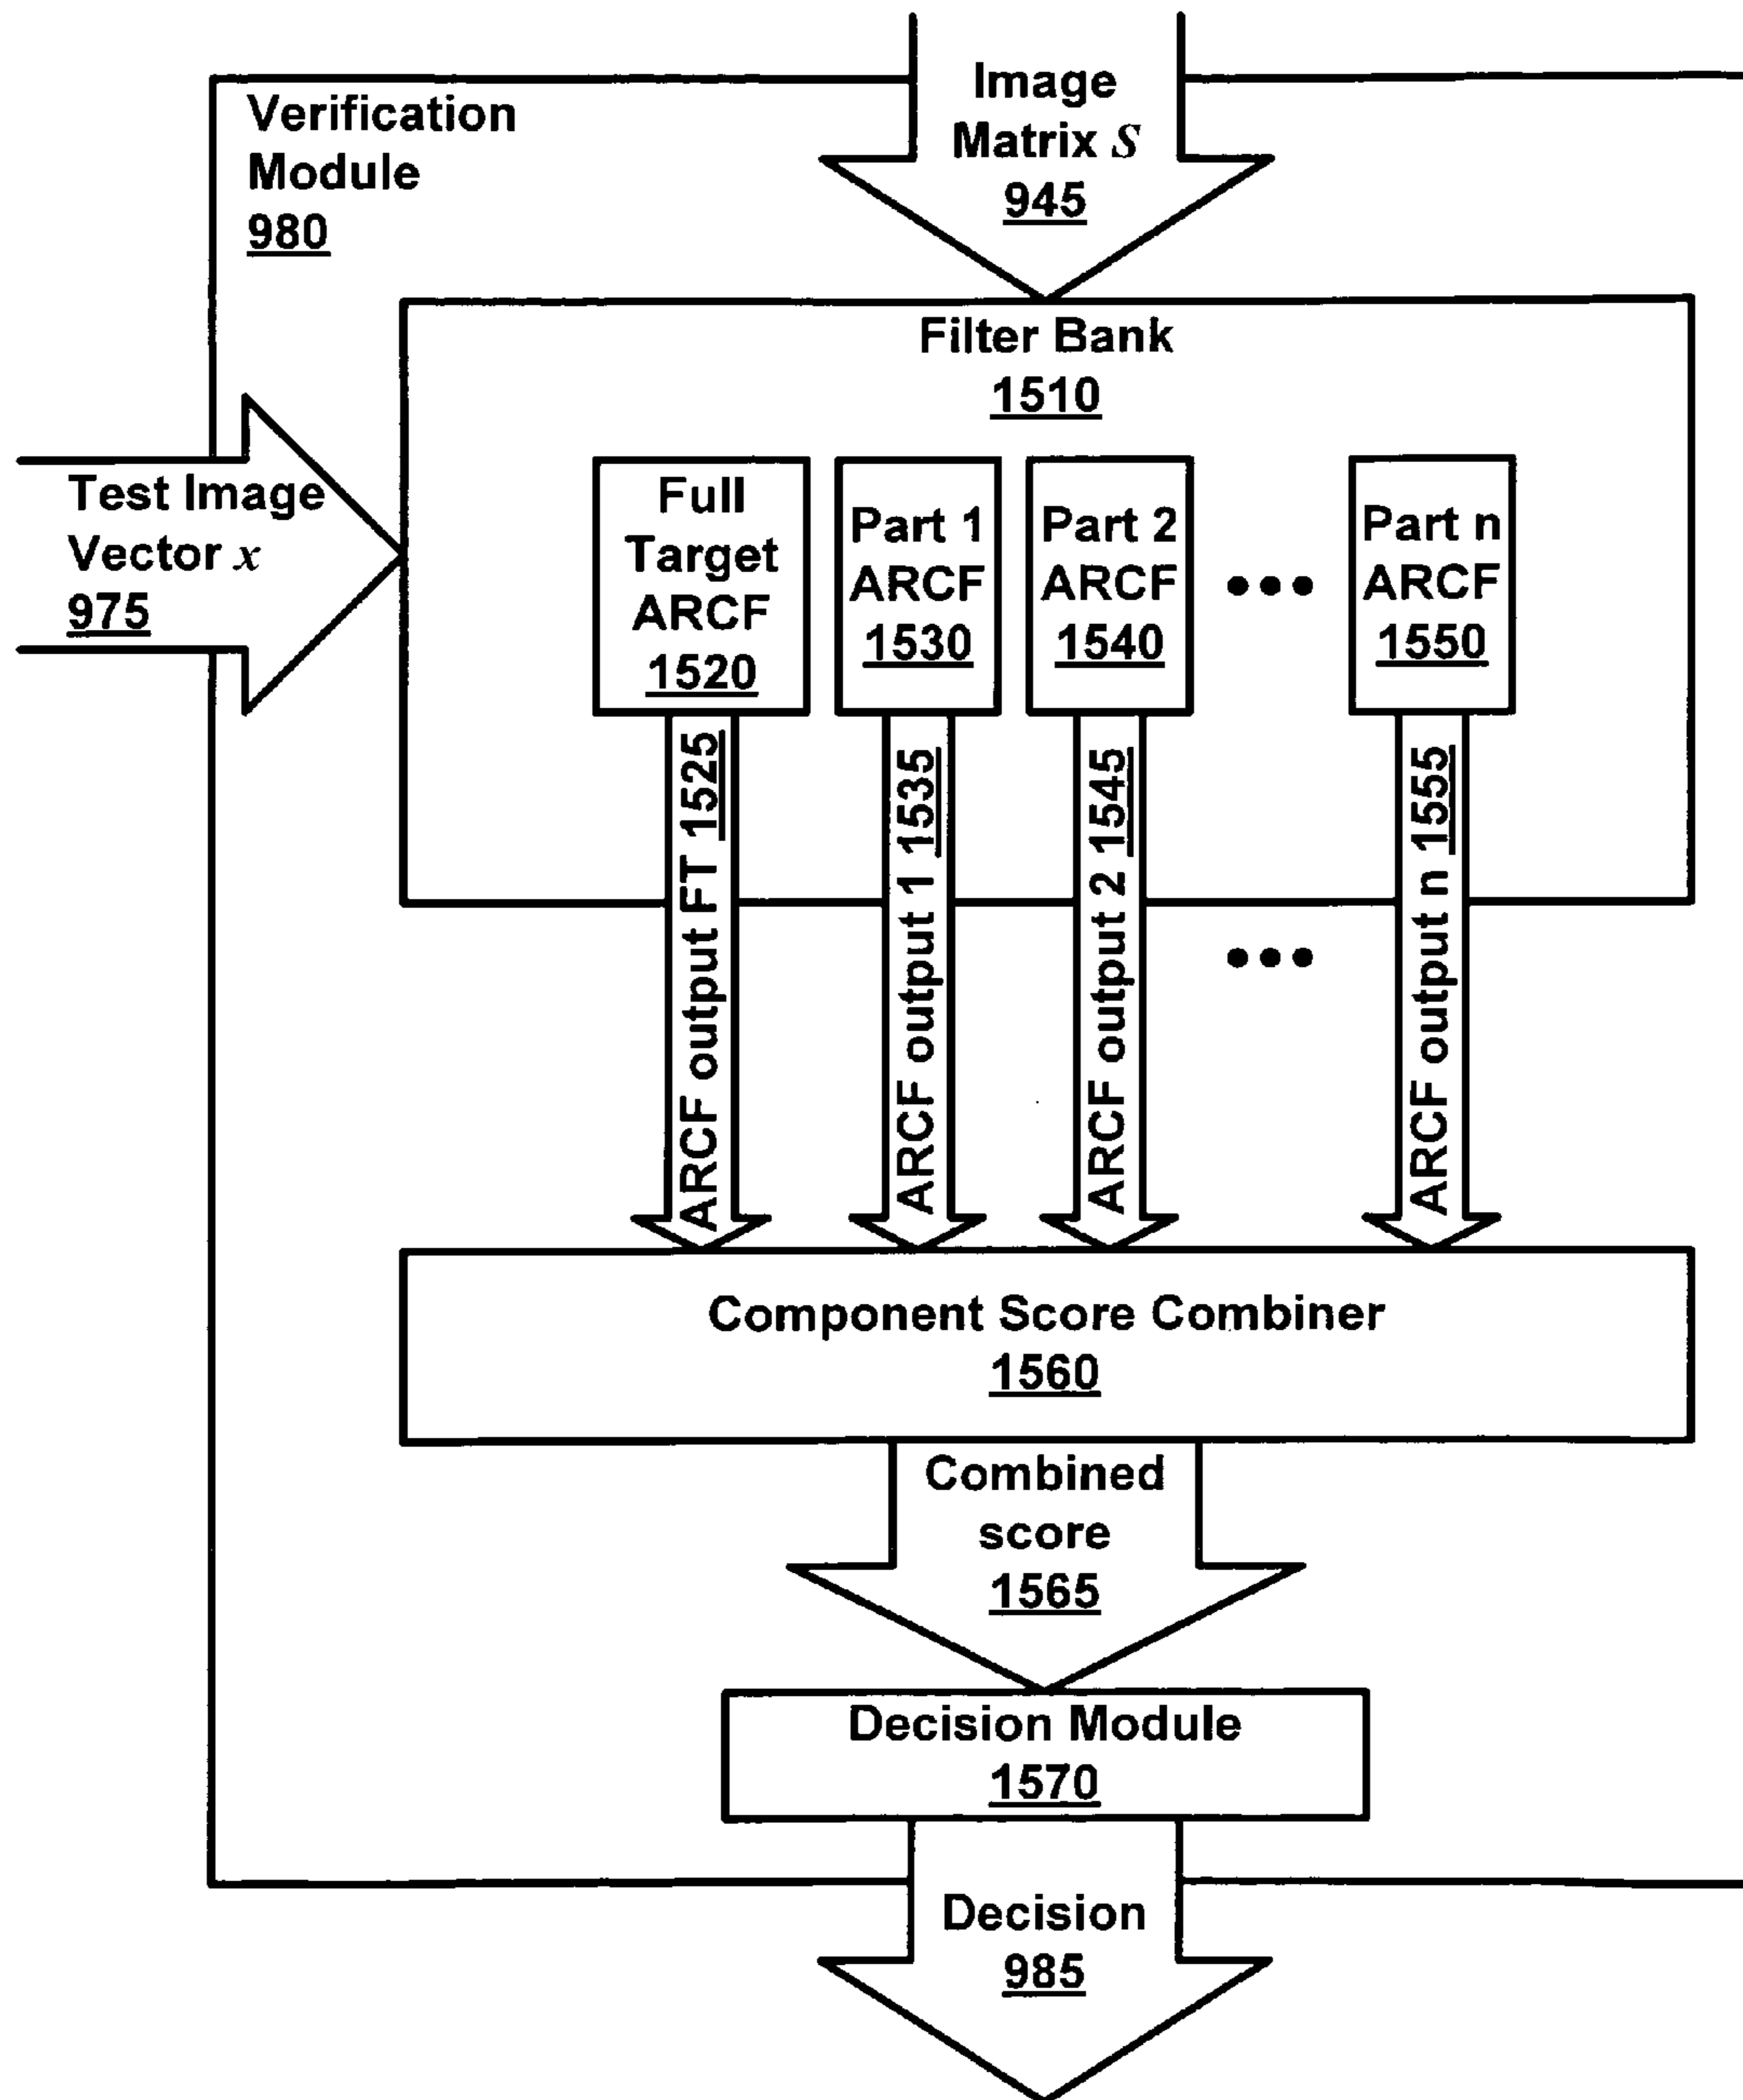 Image
Matrix S
945
Verification
Module
980
Filter Bank
1510
Test Image
Vector x
975
Full
Target
ARCF
1520
Part 1
ARCF
1530
Part 2
ARCF
1540
•••
Part n
ARCF
1550
ARCF output FT 1525
ARCF output 1 1535
ARCF output 2 1545
•••
ARCF output n 1555
Component Score Combiner
1560
Combined
score
1565
Decision Module
1570
Decision
985